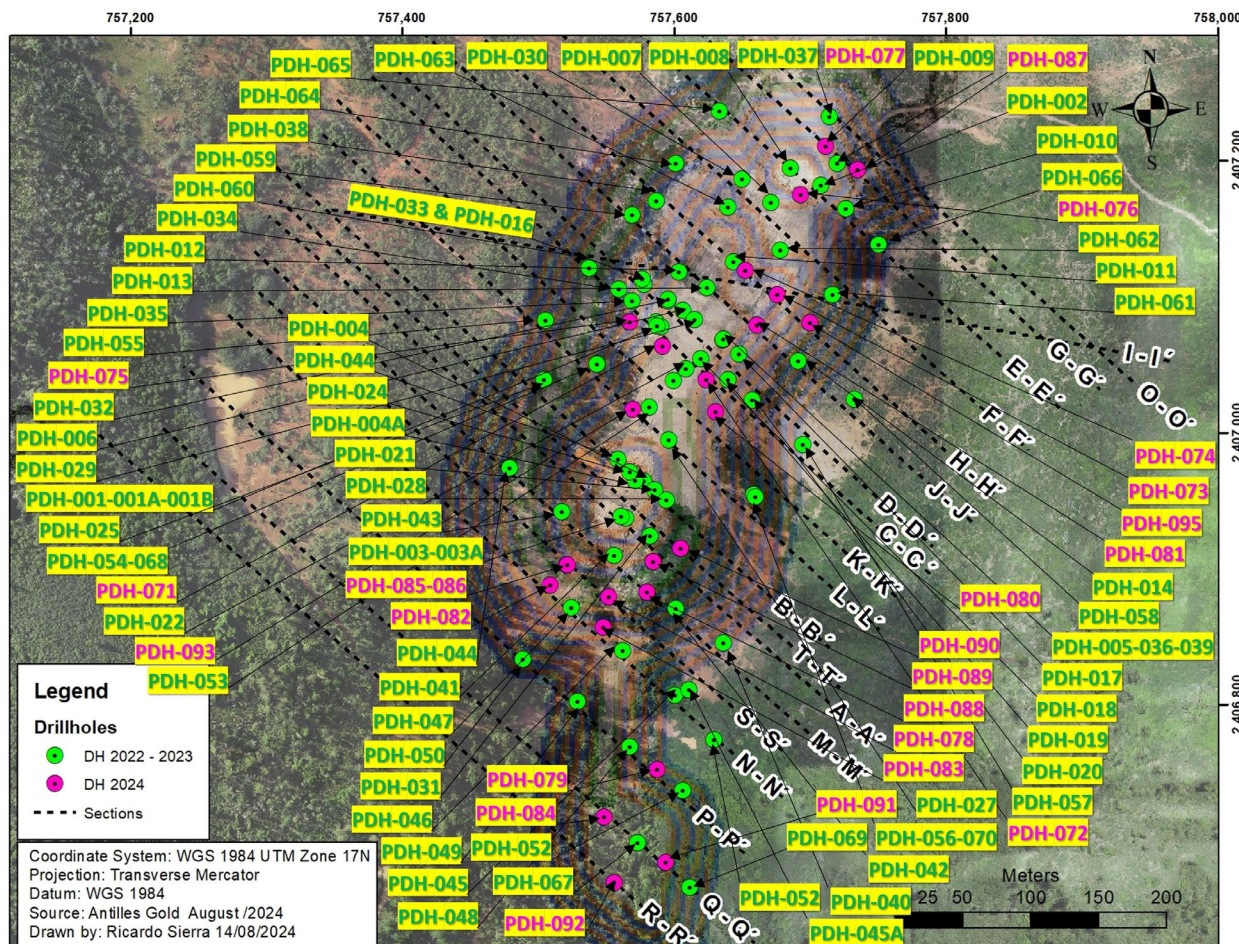 757,200
757,400
757,600
757,800
758,000
PDH-065
PDH-063
PDH-030
PDH-007
PDH-008
PDH-037
PDH-077
PDH-009
PDH-087
PDH-064
PDH-002
PDH-038
PDH-010
PDH-059
PDH-066
PDH-060
PDH-076
PDH-033 & PDH-016
PDH-034
PDH-062
PDH-012
PDH-011
PDH-013
PDH-061
PDH-035
PDH-004
PDH-055
PDH-044
PDH-075
PDH-024
PDH-032
PDH-004A
PDH-006
PDH-021
PDH-029
PDH-028
PDH-001-001A-001B
PDH-043
PDH-025
PDH-003-003A
PDH-054-068
PDH-085-086
PDH-071
PDH-082
PDH-022
PDH-044
PDH-093
PDH-053
PDH-041
PDH-047
PDH-050
PDH-031
PDH-046
PDH-049
PDH-045
PDH-048
PDH-079
PDH-084
PDH-052
PDH-067
PDH-092
PDH-074
PDH-073
PDH-095
PDH-081
PDH-014
PDH-058
PDH-005-036-039
PDH-080
PDH-090
PDH-089
PDH-088
PDH-078
PDH-083
PDH-017
PDH-018
PDH-019
PDH-020
PDH-057
PDH-072
PDH-091
PDH-027
PDH-069
PDH-056-070
PDH-042
PDH-052
PDH-040
PDH-045A
I-I´
G-G´
O-O´
E-E´
F-F´
H-H´
J-J´
D-D´
C-C´
K-K´
L-L´
B-B´
T-T´
A-A´
S-S´
M-M´
N-N´
P-P´
Q-Q´
R-R´
N
W
E
S
2 407,200
2 407,000
2 406,800
Legend
Drillholes
DH 2022 - 2023
DH 2024
Sections
Coordinate System: WGS 1984 UTM Zone 17N
Projection: Transverse Mercator
Datum: WGS 1984
Source: Antilles Gold August /2024
Drawn by: Ricardo Sierra 14/08/2024
Meters
25 50 100 150 200